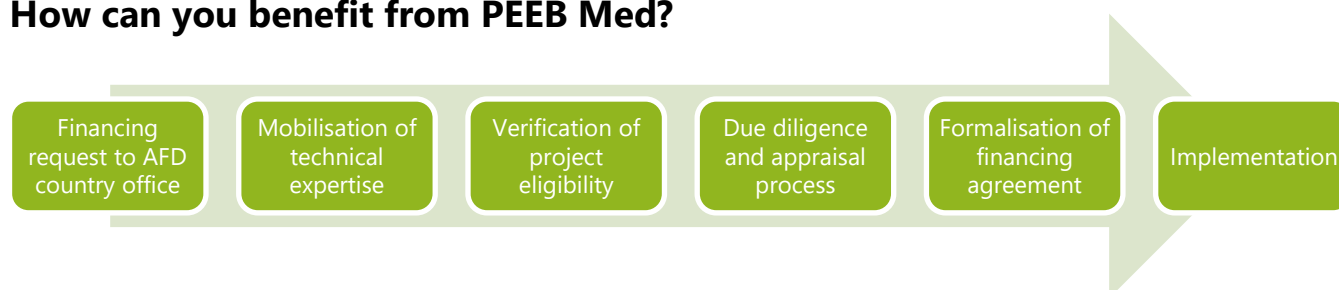 How can you benefit from PEEB Med?
Financing
request to AFD
country office
Mobilisation of
technical
expertise
Verification of
project
eligibility
Due diligence
and appraisal
process
Formalisation of
financing
agreement
Implementation